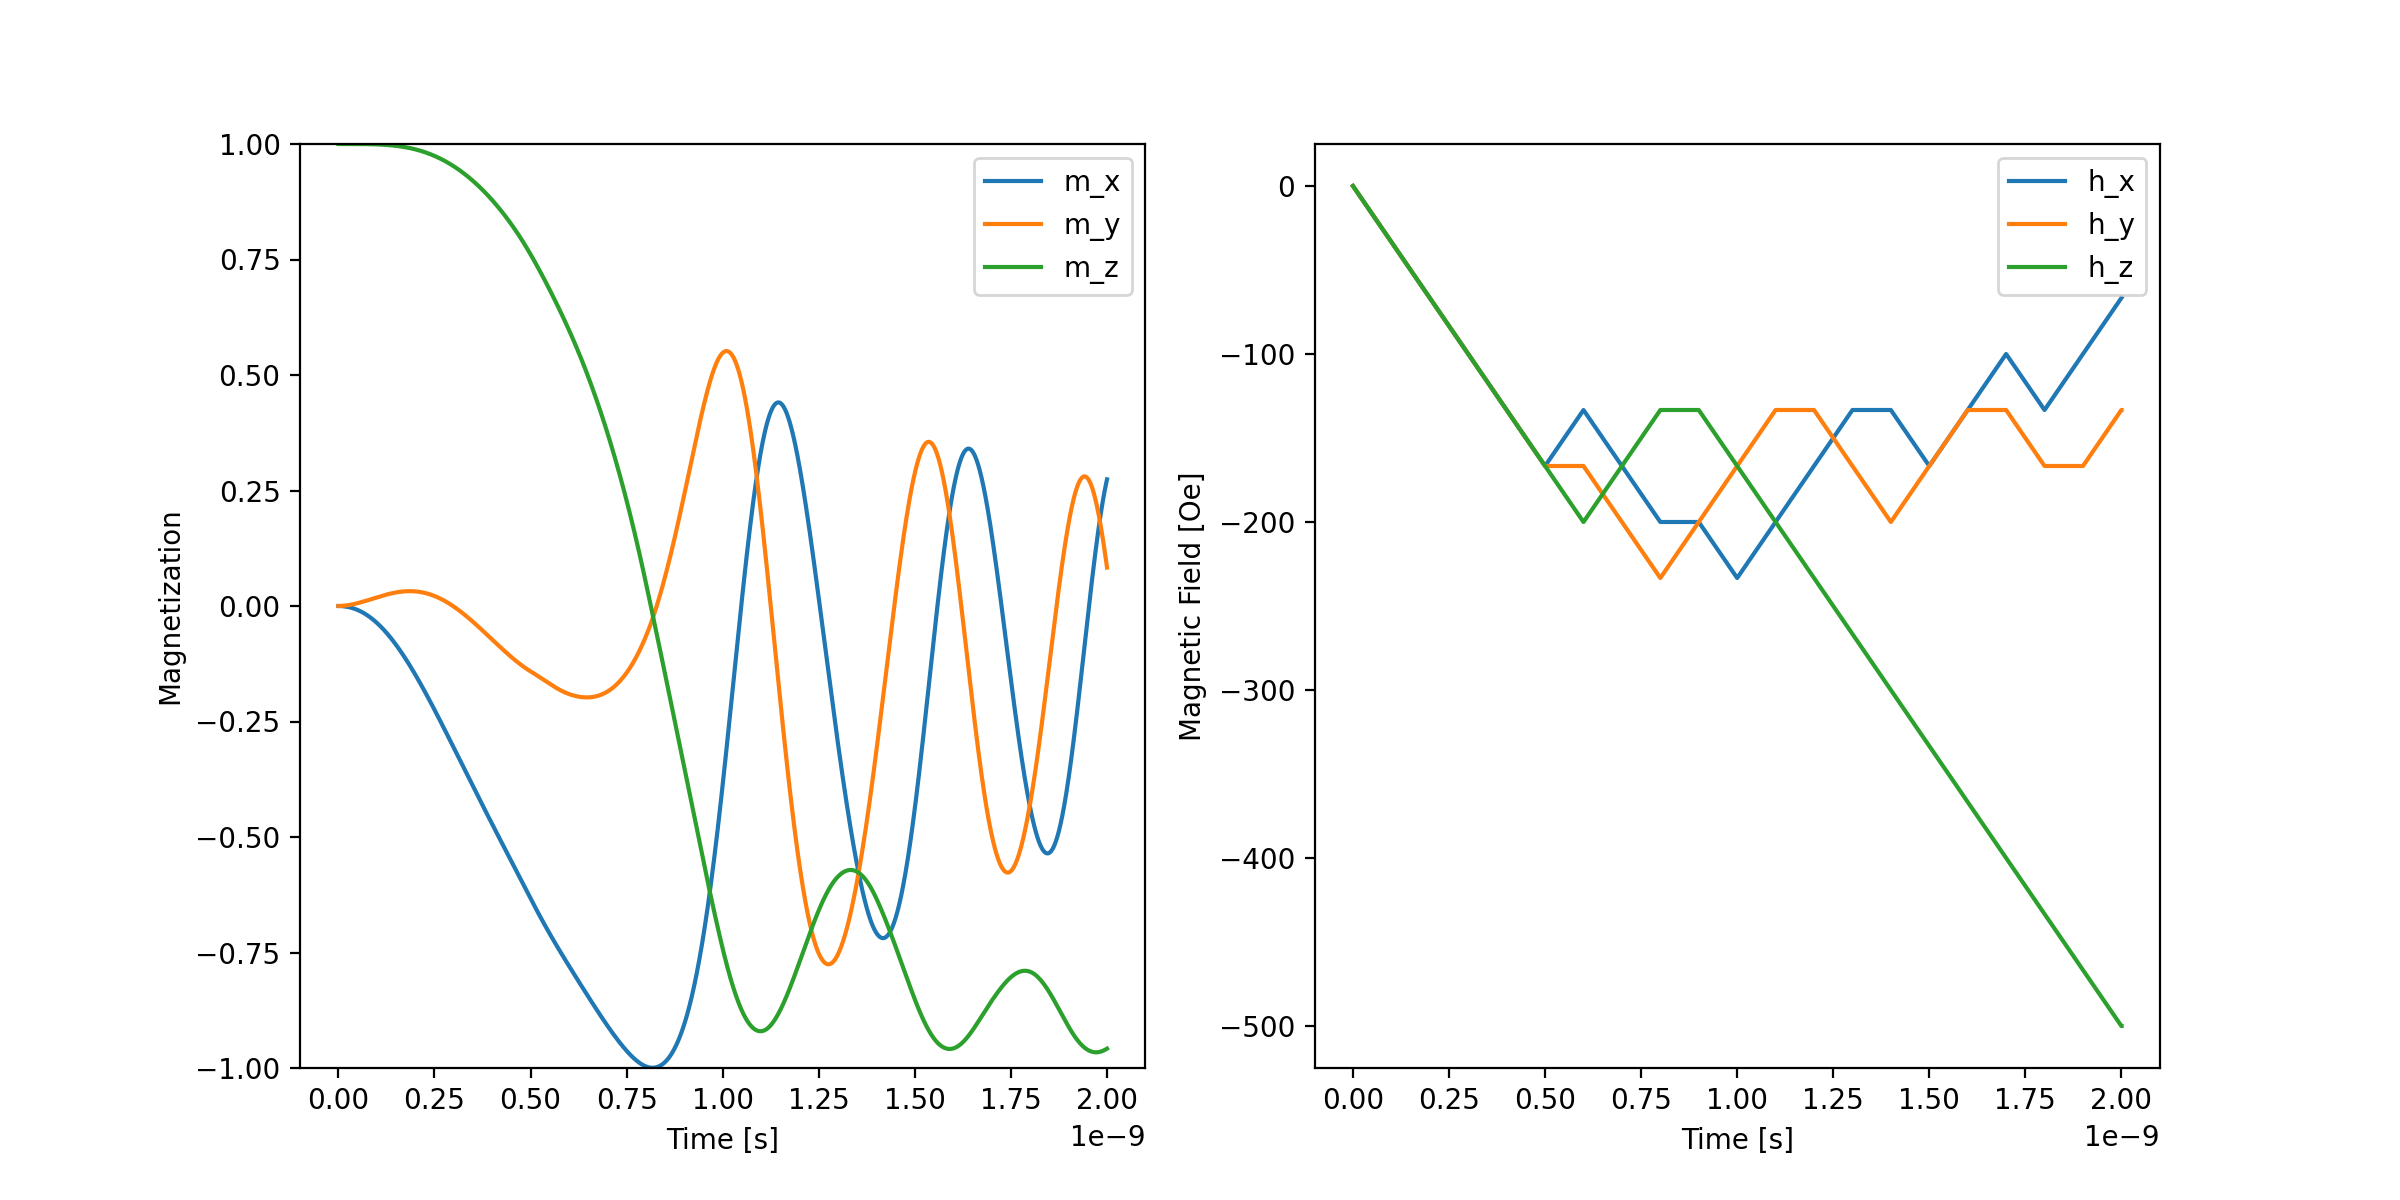 1.00
0.75
0.50
0.25
0.00
−0.25
−0.50
−0.75
−1.00
Magnetization
0.00 0.25 0.50 0.75 1.00 1.25 1.50 1.75 2.00
1e−9
Time [s]
m_x
m_y
m_z
0
−100
−200
−300
−400
−500
Magnetic Field [Oe]
0.00 0.25 0.50 0.75 1.00 1.25 1.50 1.75 2.00
1e−9
Time [s]
h_x
h_y
h_z